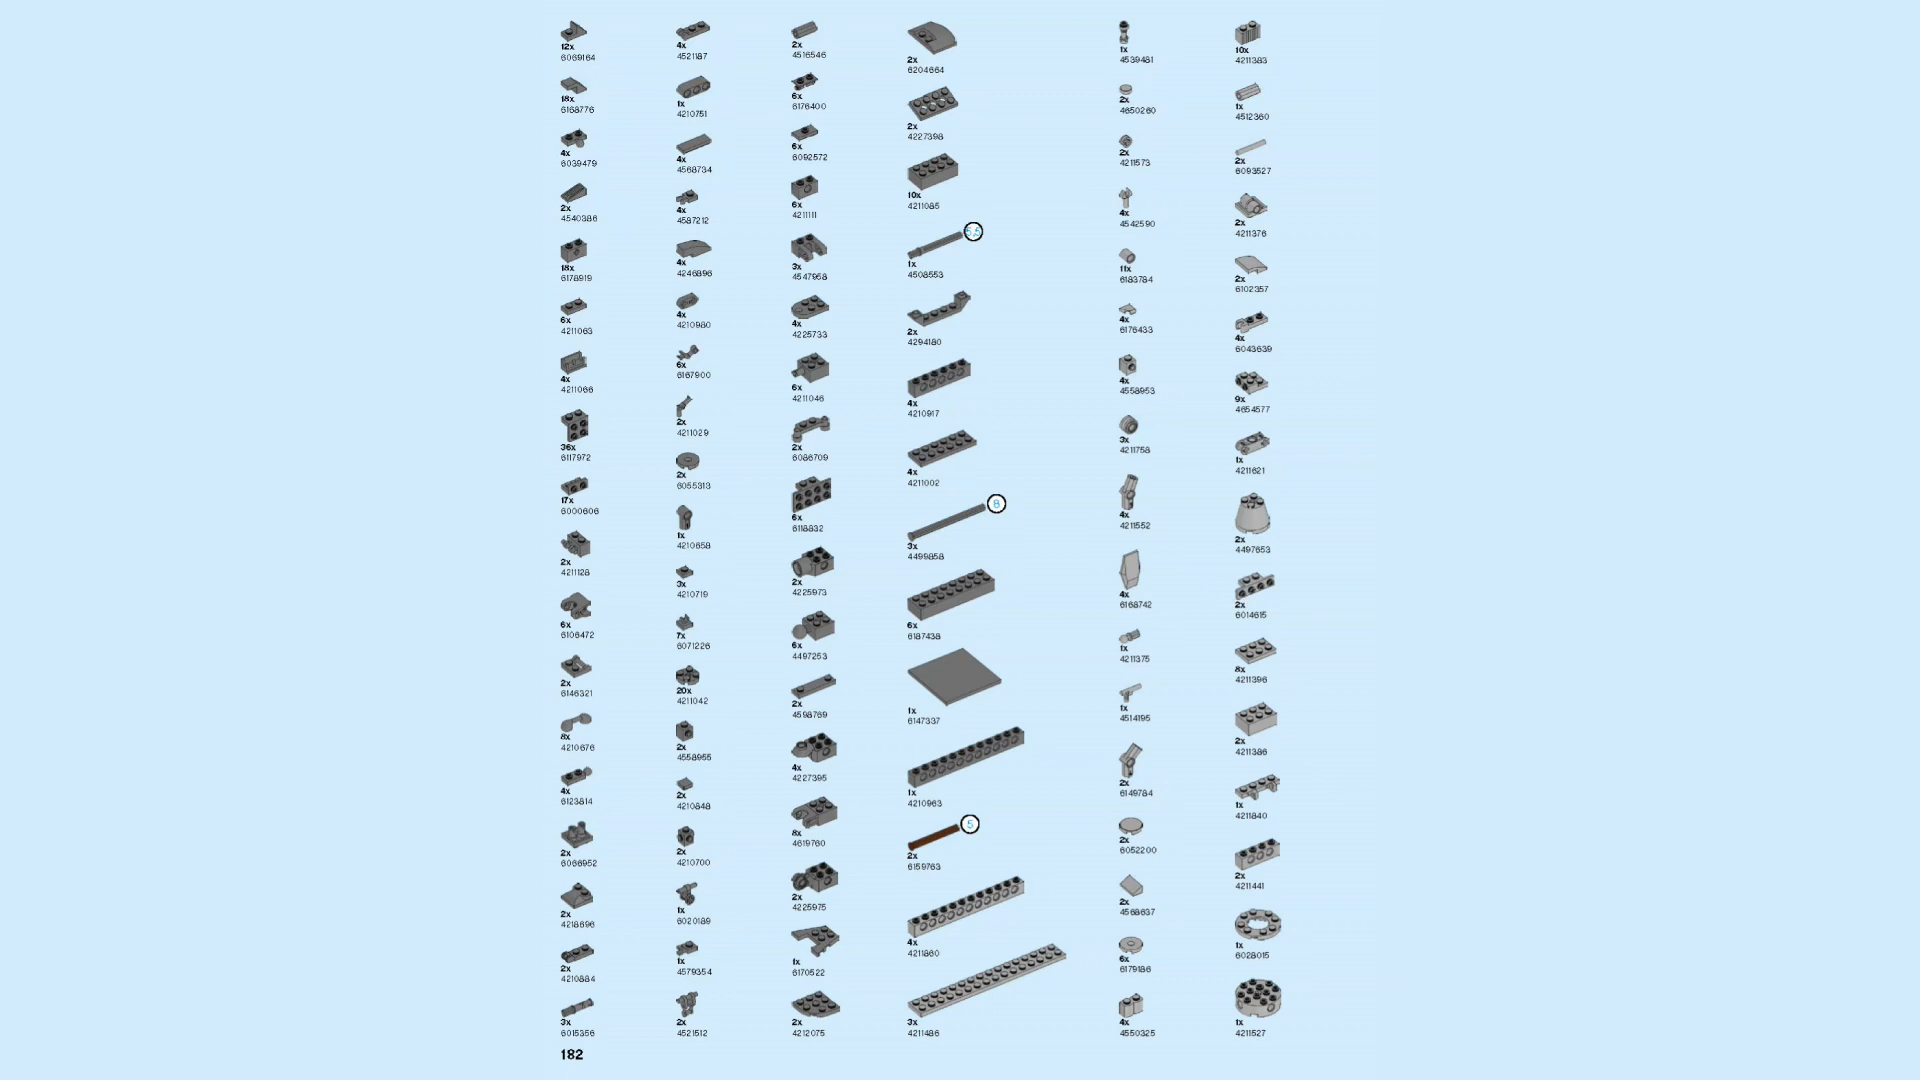 12x
6069164
18x
6168776
4x
6039479
2x
4540386
18x
6178919
6x
4211063
4x
4211066
36x
6117972
17x
6000606
2x
4211128
6x
6106472
2x
6146321
8x
4210676
4x
6123814
2x
6066952
2x
4218696
2x
4210884
3x
6015356
4x
4521187
1x
4210751
4x
4568734
4x
4587212
4x
4246896
4x
4210980
6x
6167900
2x
4211029
2x
6055313
1x
4210658
3x
4210719
7x
6071226
20x
4211042
2x
4558955
2x
4210848
2x
4210700
1x
6020189
1x
4579354
2x
4521512
2x
4516546
6x
6176400
6x
6092572
6x
4211111
3x
4547958
4x
4225733
6x
4211046
2x
6086709
6x
6118832
2x
4225973
6x
4497253
2x
4598769
4x
4227395
8x
4619760
2x
4225975
1x
6170522
2x
4212075
2x
6204664
2x
4227398
10x
4211085
5,5
1x
4508553
2x
4294180
4x
4210917
4x
4211002
8
3x
4499858
6x
6187438
1x
6147337
1x
4210963
5
2x
6159763
4x
4211860
3x
4211486
1x
4539481
2x
4650260
2x
4211573
4x
4542590
11x
6183784
4x
6176433
4x
4558953
3x
4211758
4x
4211552
4x
6168742
1x
4211375
1x
4514195
2x
6149784
2x
6052200
2x
4568637
6x
6179186
4x
4550325
10x
4211383
1x
4512360
2x
6093527
2x
4211376
2x
6102357
4x
6043639
9x
4654577
1x
4211621
2x
4497653
2x
6014615
8x
4211396
2x
4211386
1x
4211840
2x
4211441
1x
6028015
1x
4211527
182